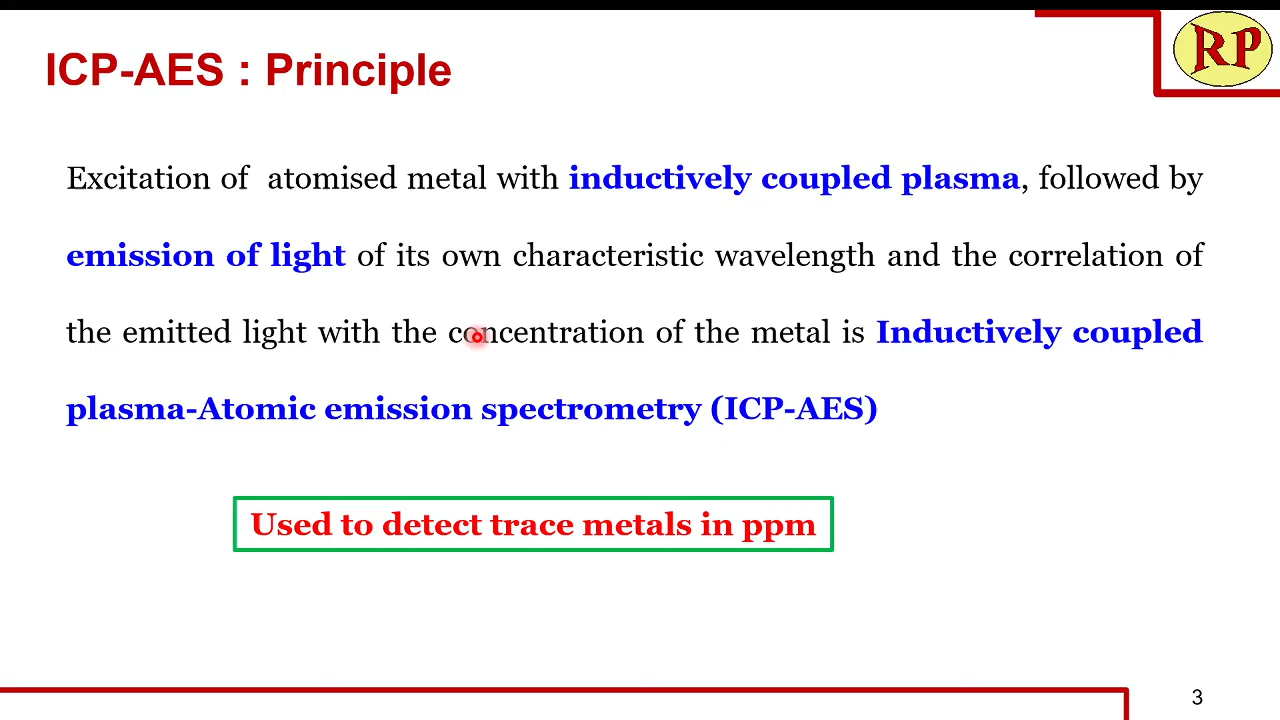 RP
ICP-AES : Principle
Excitation of atomised metal with inductively coupled plasma, followed by
emission of light of its own characteristic wavelength and the correlation of
the emitted light with the concentration of the metal is Inductively coupled
plasma-Atomic emission spectrometry (ICP-AES)
Used to detect trace metals in ppm
3